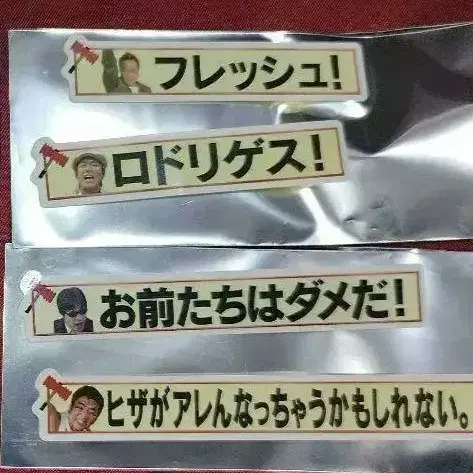 フレッシュ!
ロドリゲス!
お前たちはダメだ!
ヒザがアレんなっちゃうかもしれない。